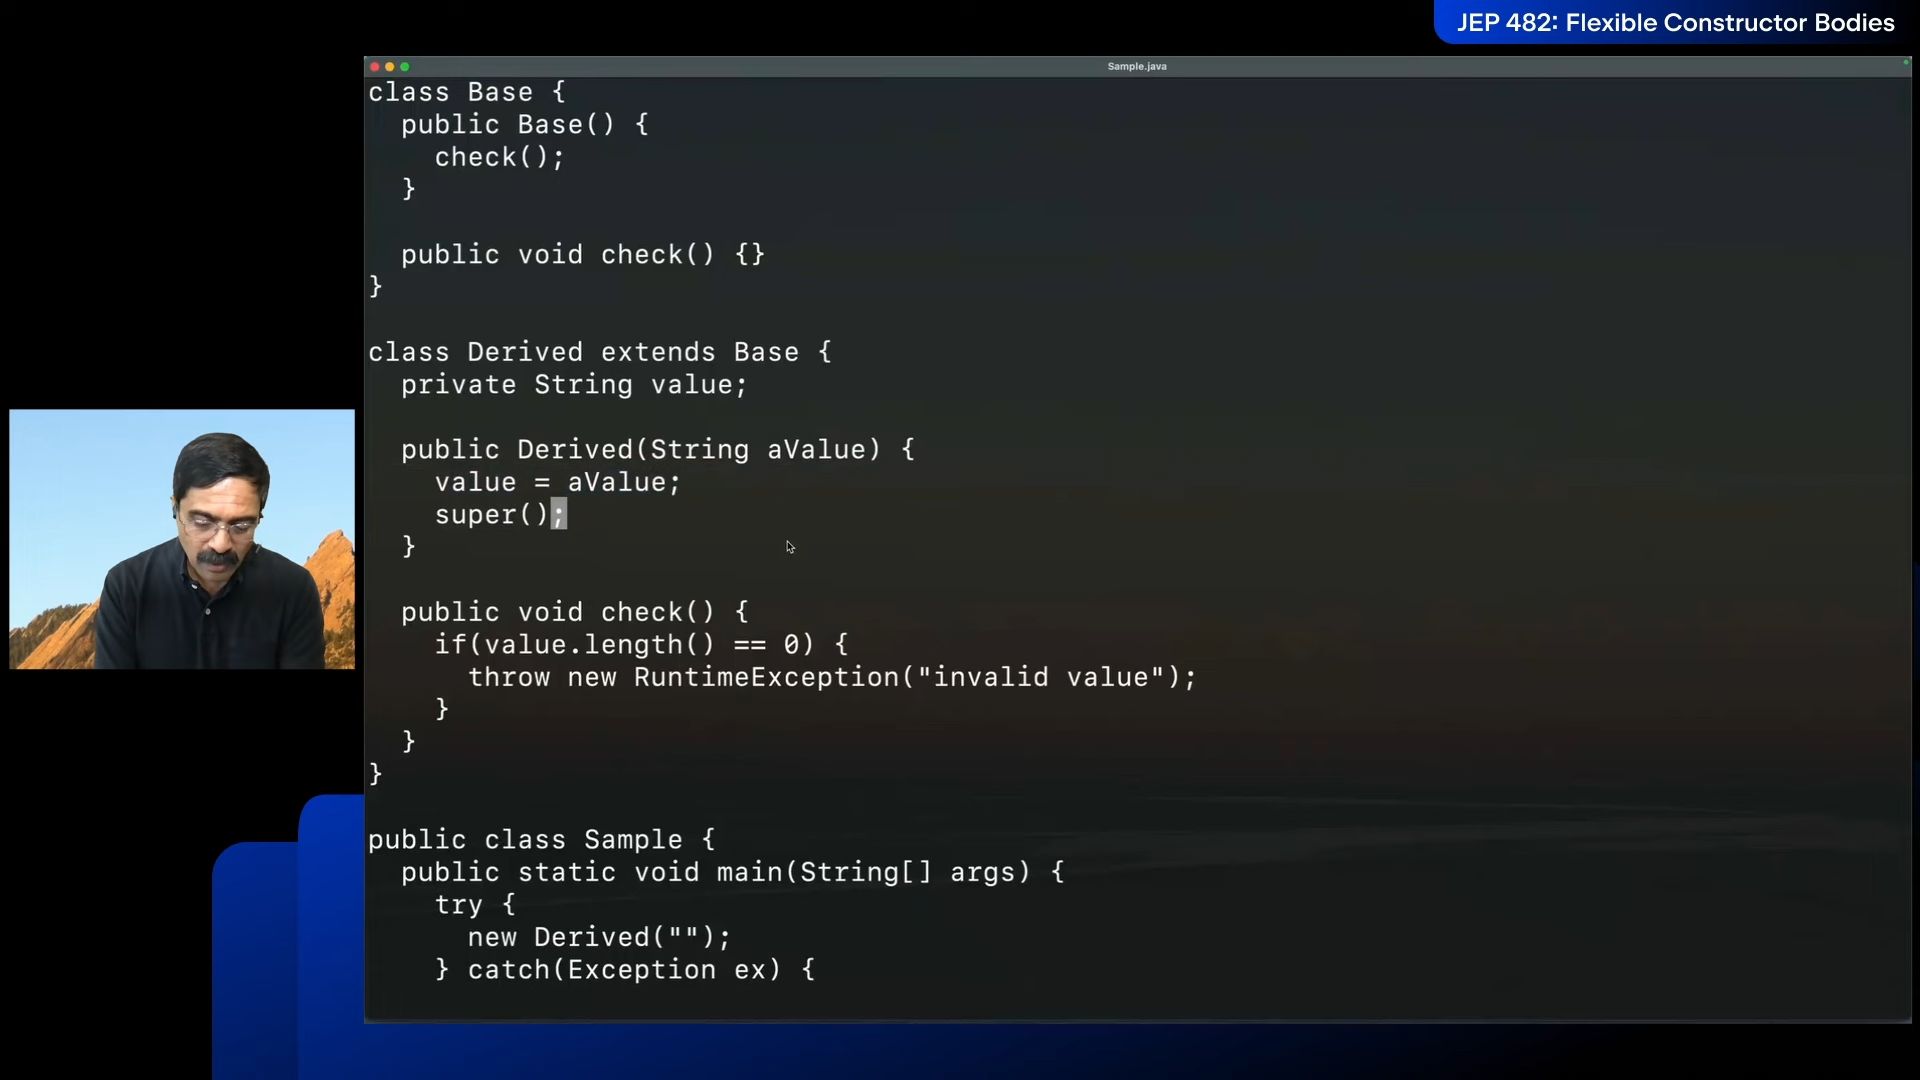 JEP 482: Flexible Constructor Bodies
Sample.java
class Base {
  public Base() {
    check();
  }
  public void check() {}
}
class Derived extends Base {
  private String value;
  public Derived(String aValue) {
    value = aValue;
    super();
  }
  public void check() {
    if(value.length() == 0) {
      throw new RuntimeException("invalid value");
    }
  }
}
public class Sample {
  public static void main(String[] args) {
    try {
      new Derived("");
    } catch(Exception ex) {